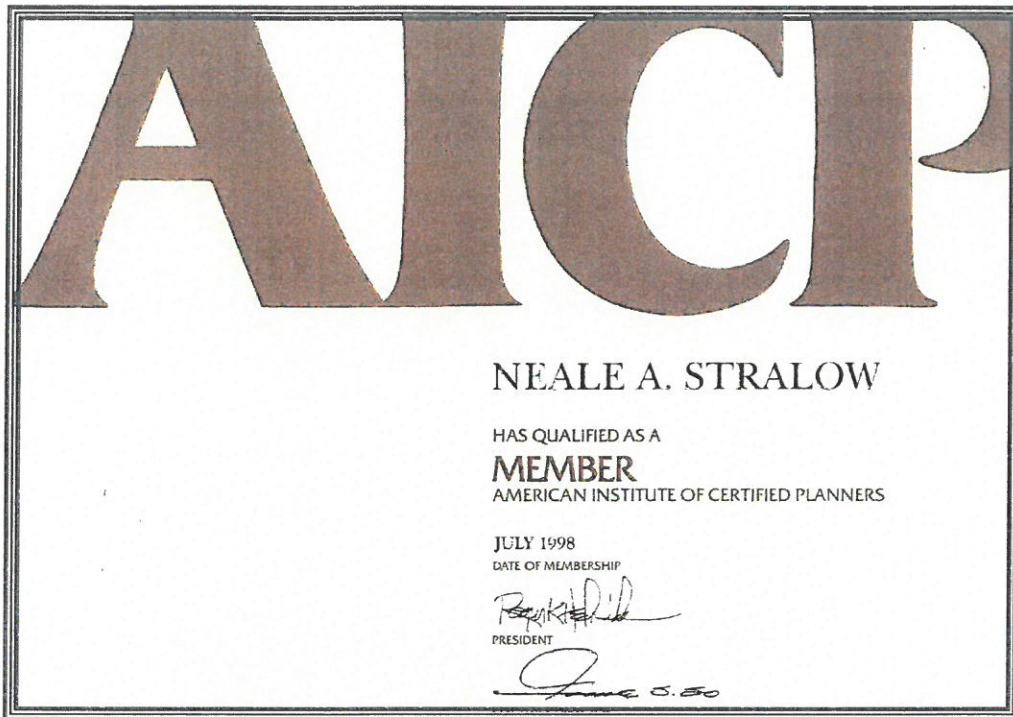 AICP
NEALE A. STRALOW
HAS QUALIFIED AS A
MEMBER
AMERICAN INSTITUTE OF CERTIFIED PLANNERS
JULY 1998
DATE OF MEMBERSHIP
PRESIDENT